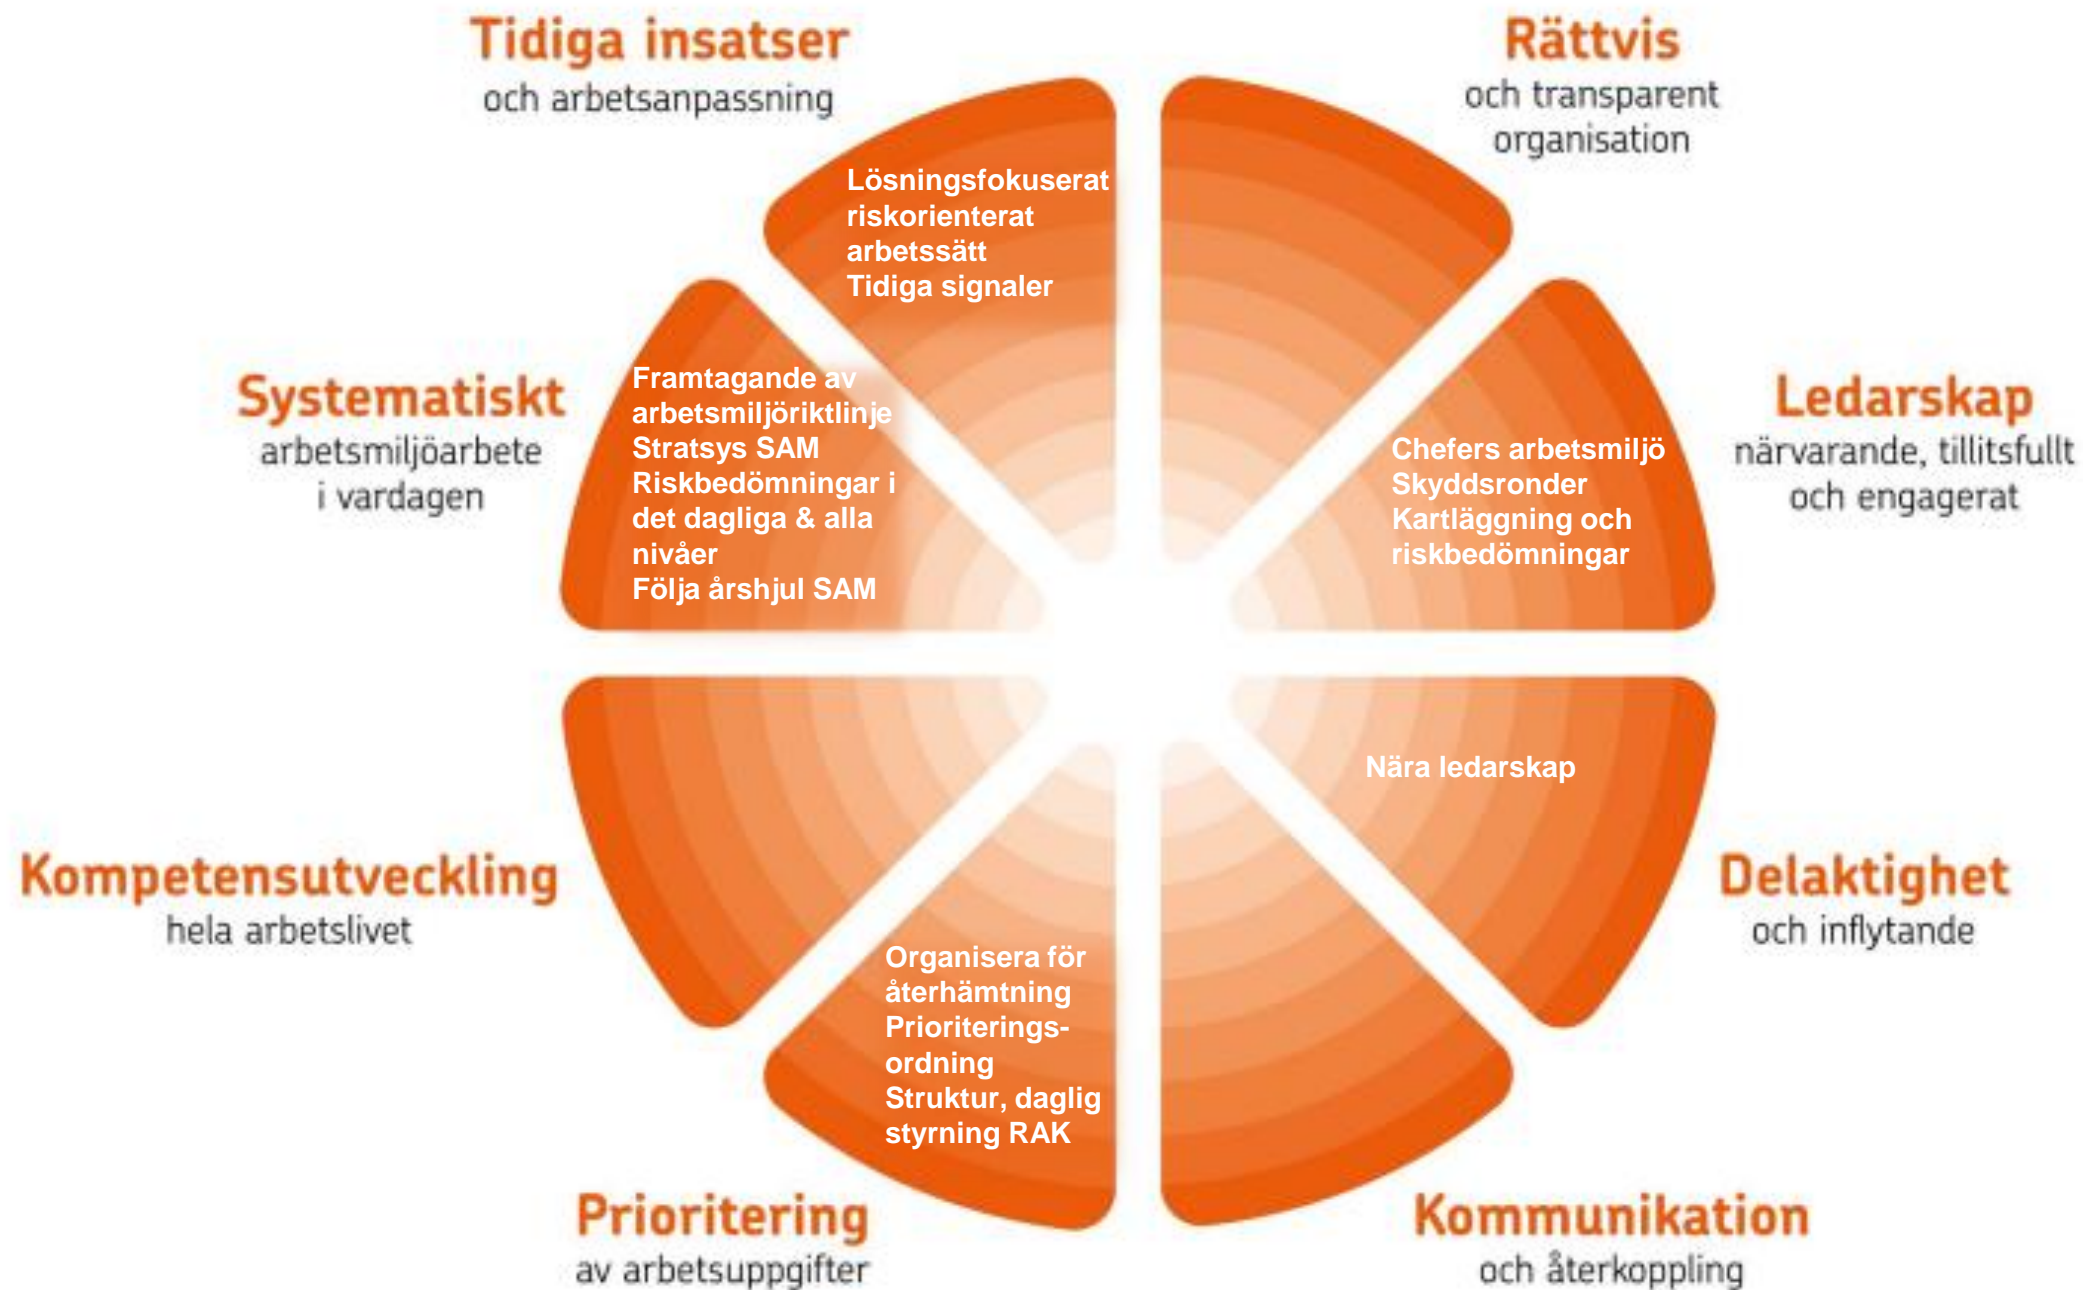 Tidiga insatser
och arbetsanpassning
Rättvis
och transparent
organisation
Lösningsfokuserat
riskorienterat
arbetssätt
Tidiga signaler
Systematiskt
arbetsmiljöarbete
i vardagen
Framtagande av
arbetsmiljöriktlinje
Stratsys SAM
Riskbedömningar i
det dagliga & alla
nivåer
Följa årshjul SAM
Chefers arbetsmiljö
Skyddsronder
Kartläggning och
riskbedömningar
Ledarskap
närvarande, tillitsfullt
och engagerat
Nära ledarskap
Kompetensutveckling
hela arbetslivet
Delaktighet
och inflytande
Organisera för
återhämtning
Prioriterings-
ordning
Struktur, daglig
styrning RAK
Prioritering
av arbetsuppgifter
Kommunikation
och återkoppling